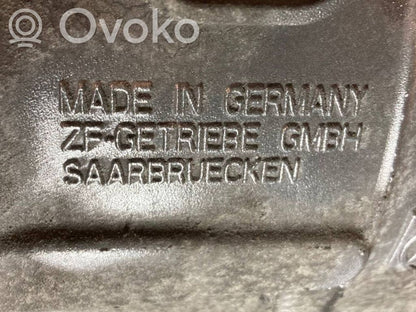 Ovoko
MADE IN GERMANY
ZF-GETRIEBE GMBH
SAARBRUECKEN